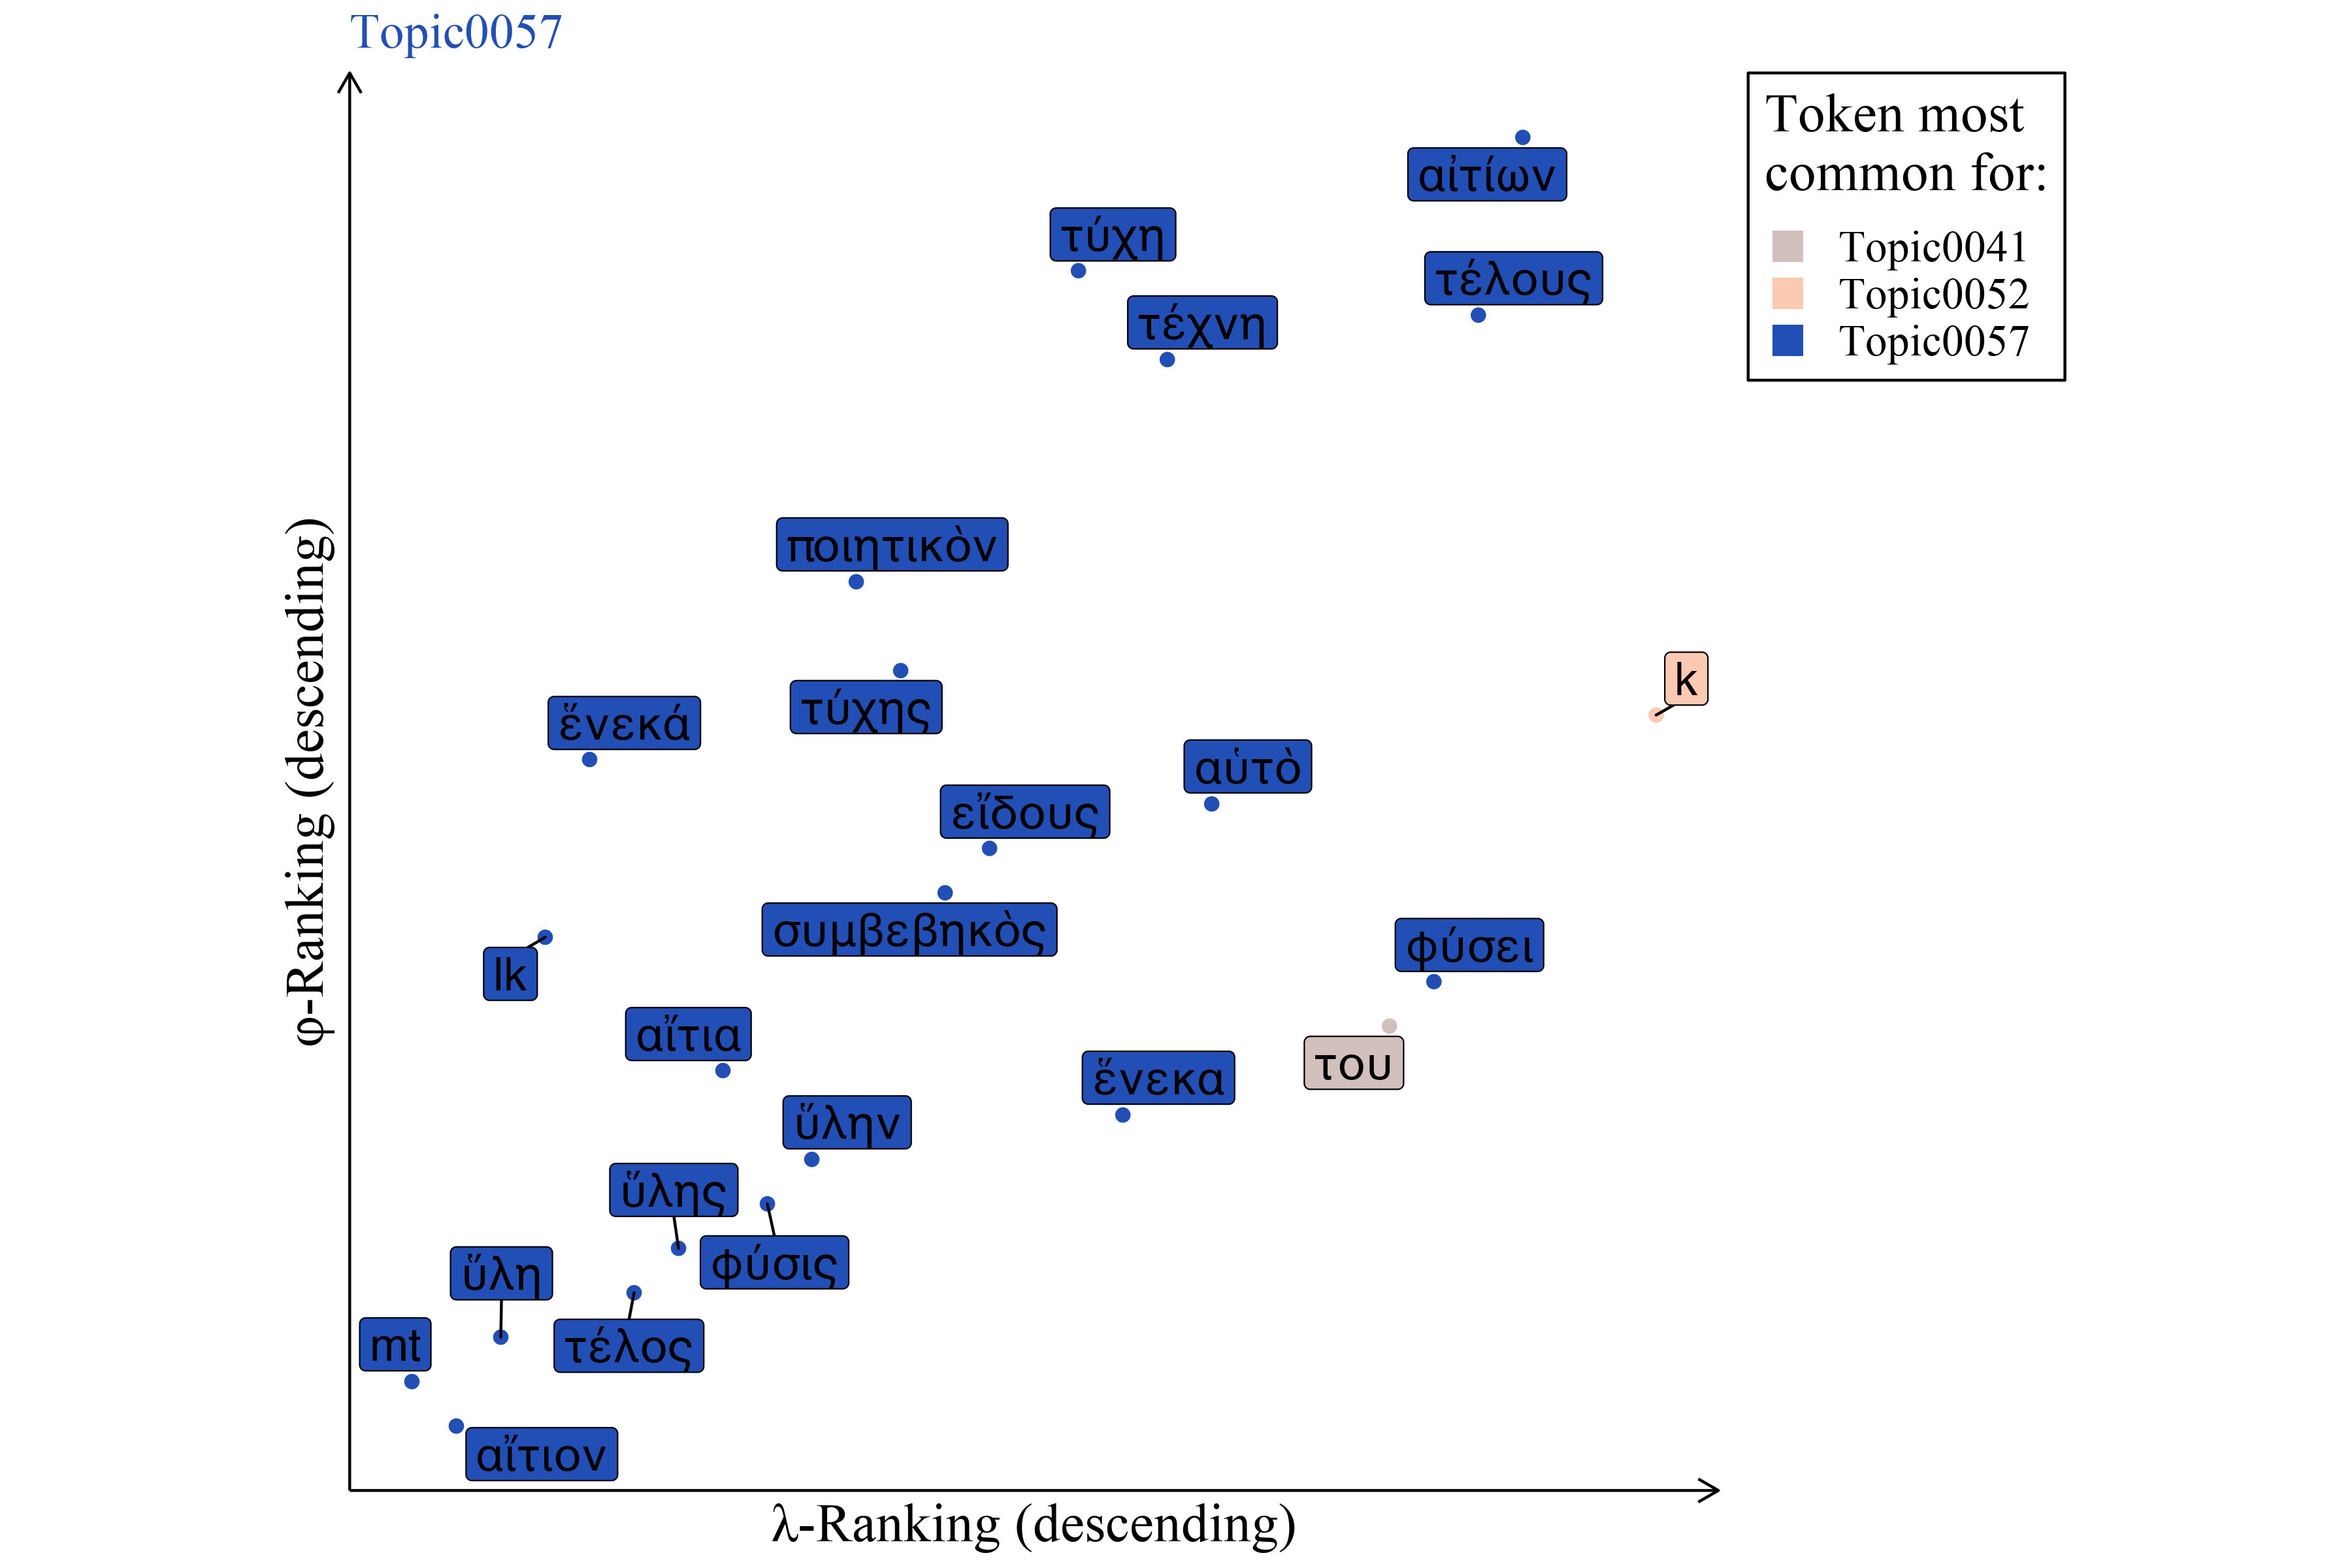 Topic0057
Token most
common for:
Topic0041
Topic0052
Topic0057
αἰτίων
τύχη
τέλους
τέχνη
ποιητικὸν
k
τύχης
ἕνεκά
αὐτὸ
εἴδους
συμβεβηκὸς
φύσει
lk
αἴτια
του
ἕνεκα
ὕλην
ὕλης
φύσις
ὕλη
τέλος
mt
αἴτιον
φ-Ranking (descending)
λ-Ranking (descending)